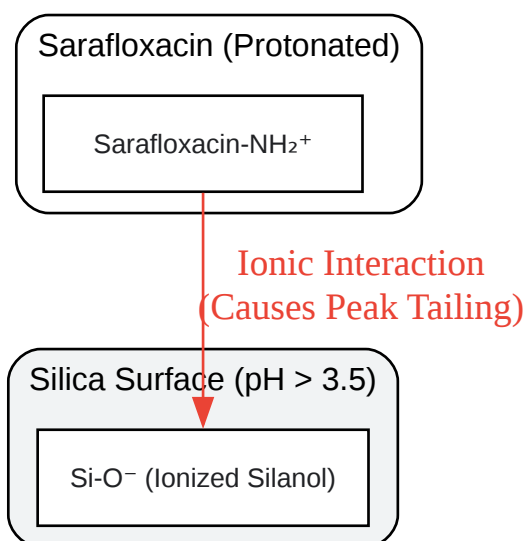 Sarafloxacin (Protonated)
Sarafloxacin-NH₂⁺
Ionic Interaction
(Causes Peak Tailing)
Silica Surface (pH > 3.5)
Si-O⁻ (Ionized Silanol)